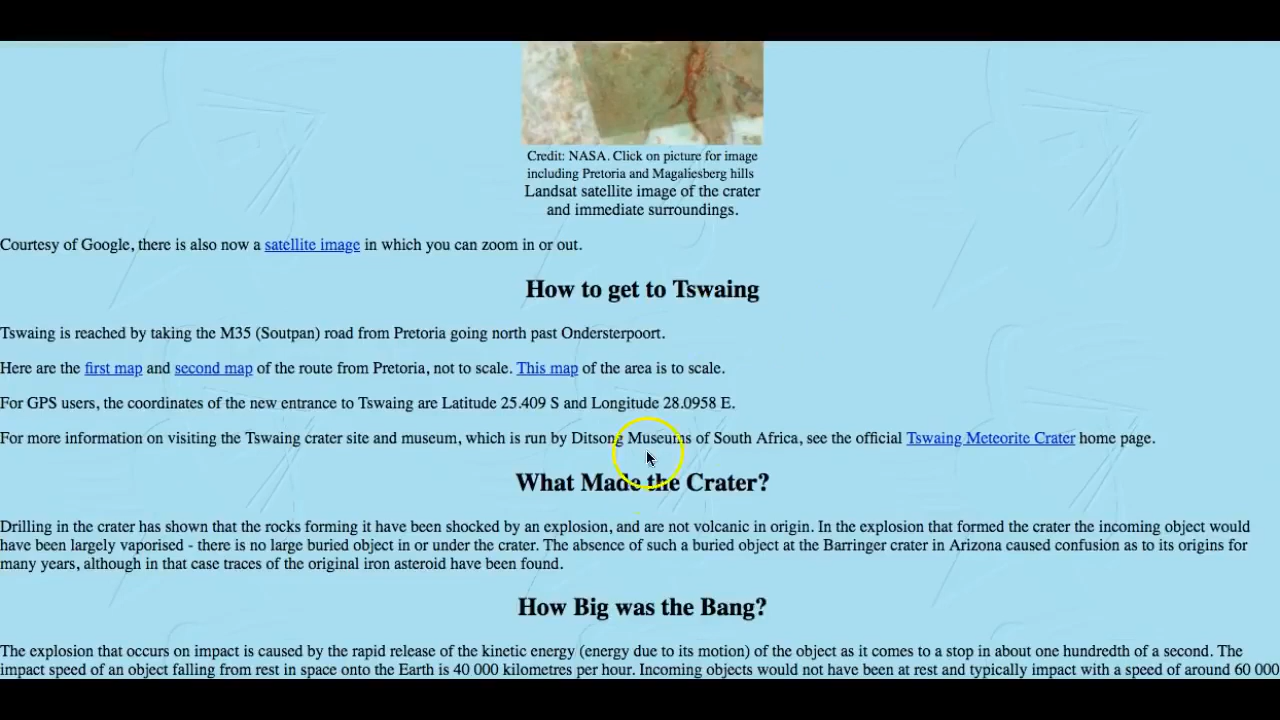 Credit: NASA. Click on picture for image
including Pretoria and Magaliesberg hills
Landsat satellite image of the crater
and immediate surroundings.
Courtesy of Google, there is also now a satellite image in which you can zoom in or out.
How to get to Tswaing
Tswaing is reached by taking the M35 (Soutpan) road from Pretoria going north past Ondersterpoort.
Here are the first map and second map of the route from Pretoria, not to scale. This map of the area is to scale.
For GPS users, the coordinates of the new entrance to Tswaing are Latitude 25.409 S and Longitude 28.0958 E.
For more information on visiting the Tswaing crater site and museum, which is run by Ditsong Museums of South Africa, see the official Tswaing Meteorite Crater home page.
What Made the Crater?
Drilling in the crater has shown that the rocks forming it have been shocked by an explosion, and are not volcanic in origin. In the explosion that formed the crater the incoming object would
have been largely vaporised - there is no large buried object in or under the crater. The absence of such a buried object at the Barringer crater in Arizona caused confusion as to its origins for
many years, although in that case traces of the original iron asteroid have been found.
How Big was the Bang?
The explosion that occurs on impact is caused by the rapid release of the kinetic energy (energy due to its motion) of the object as it comes to a stop in about one hundredth of a second. The
impact speed of an object falling from rest in space onto the Earth is 40 000 kilometres per hour. Incoming objects would not have been at rest and typically impact with a speed of around 60 000